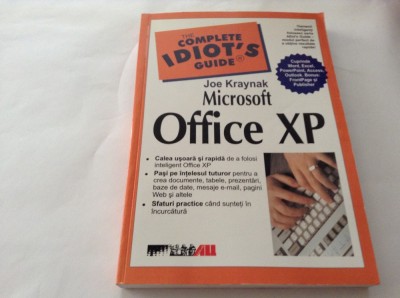 THE
COMPLETE
IDIOT'S
GUIDE®
Cuprinde
Word, Excel,
PowerPoint, Access,
Outlook, Bonus:
FrontPage și
Publisher
Joe Kraynak
Microsoft
Office XP
• Calea ușoară și rapidă de a folosi
inteligent Office XP
• Pași pe înțelesul tuturor pentru a
crea documente, tabele, prezentări,
baze de date, mesaje e-mail, pagini
Web și altele
• Sfaturi practice când sunteți în
încurcătură
ALL